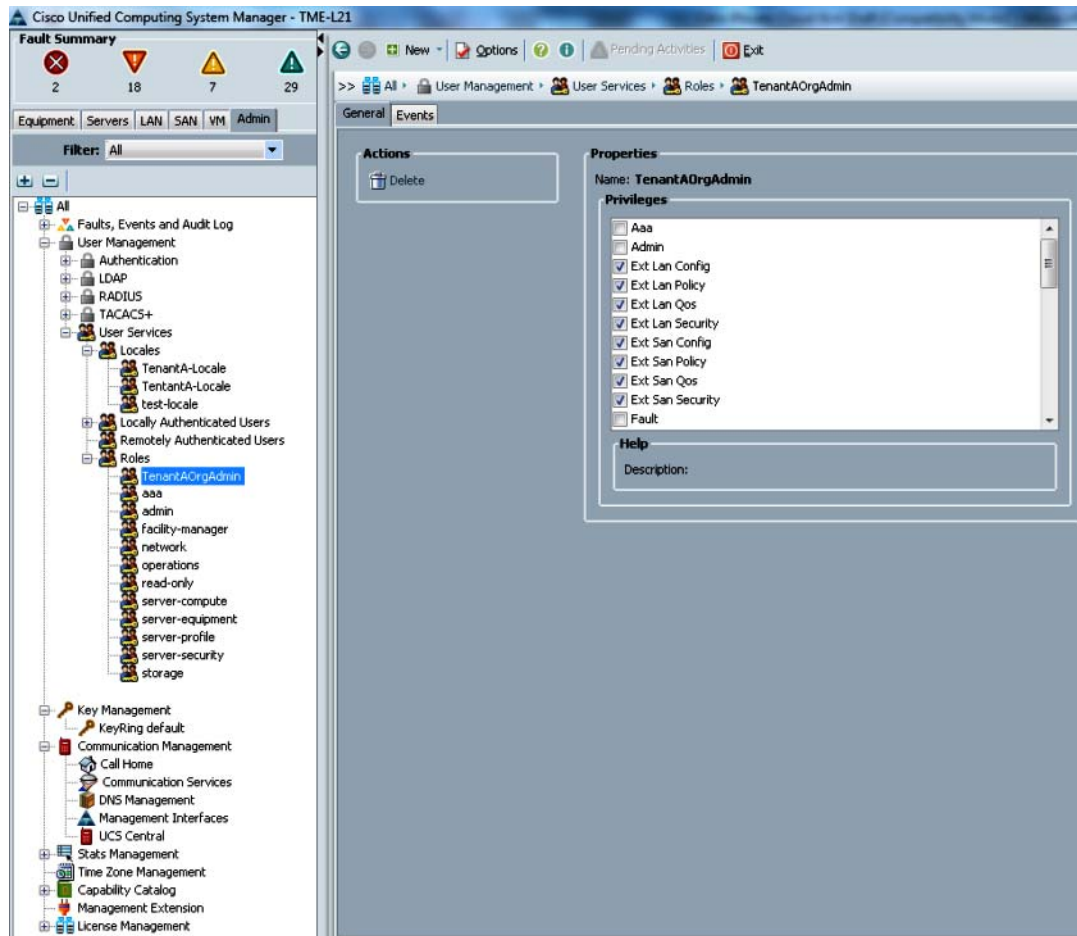 Cisco Unified Computing System Manager - TME-L21
Fault Summary
2 18 7 29
New Options Pending Activities Exit
>> All User Management User Services Roles TenantAOrgAdmin
Equipment Servers LAN SAN VM Admin
Filter: All
All
Faults, Events and Audit Log
User Management
Authentication
LDAP
RADIUS
TACACS+
User Services
Locales
TenantA-Locale
TentantA-Locale
test-locale
Locally Authenticated Users
Remotely Authenticated Users
Roles
TenantAOrgAdmin
aaa
admin
facility-manager
network
operations
read-only
server-compute
server-equipment
server-profile
server-security
storage
Key Management
KeyRing default
Communication Management
Call Home
Communication Services
DNS Management
Management Interfaces
UCS Central
Stats Management
Time Zone Management
Capability Catalog
Management Extension
License Management
General Events
Actions
Delete
Properties
Name: TenantAOrgAdmin
Privileges
Aaa
Admin
Ext Lan Config
Ext Lan Policy
Ext Lan Qos
Ext Lan Security
Ext San Config
Ext San Policy
Ext San Qos
Ext San Security
Fault
Help
Description: